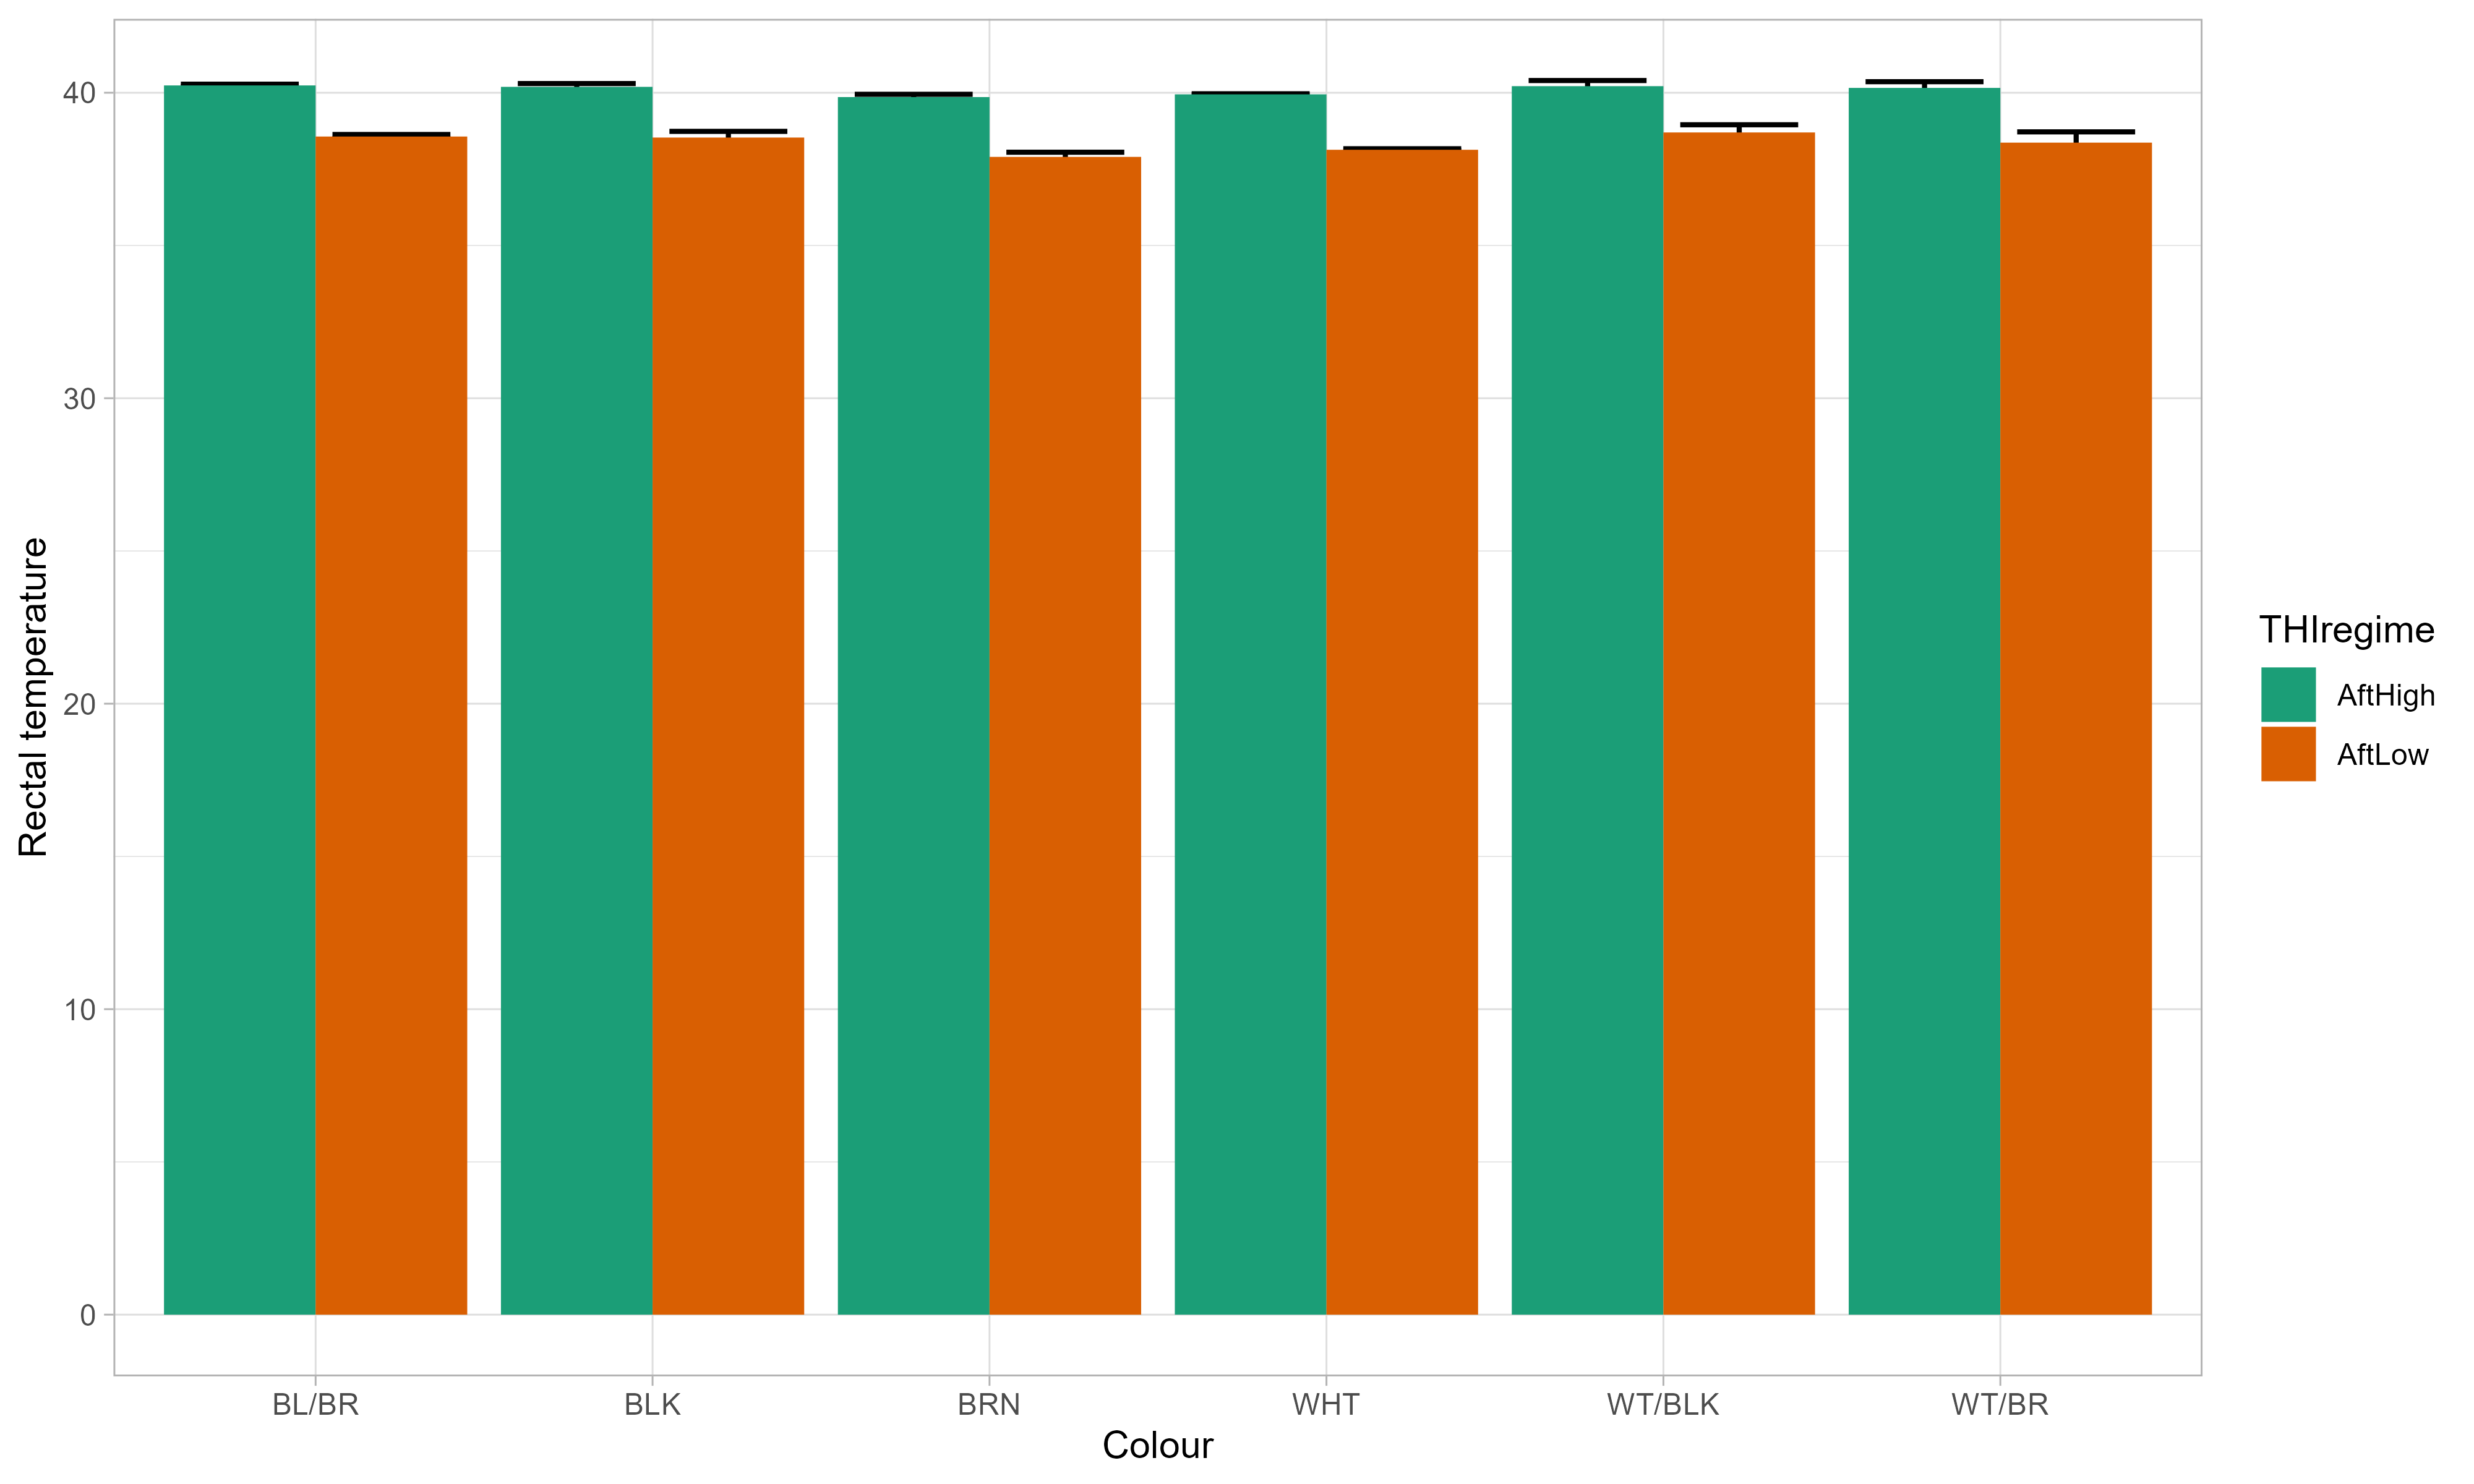 Rectal temperature
40
30
20
10
0
BL/BR BLK BRN WHT WT/BLK WT/BR
Colour
THIregime
AftHigh
AftLow